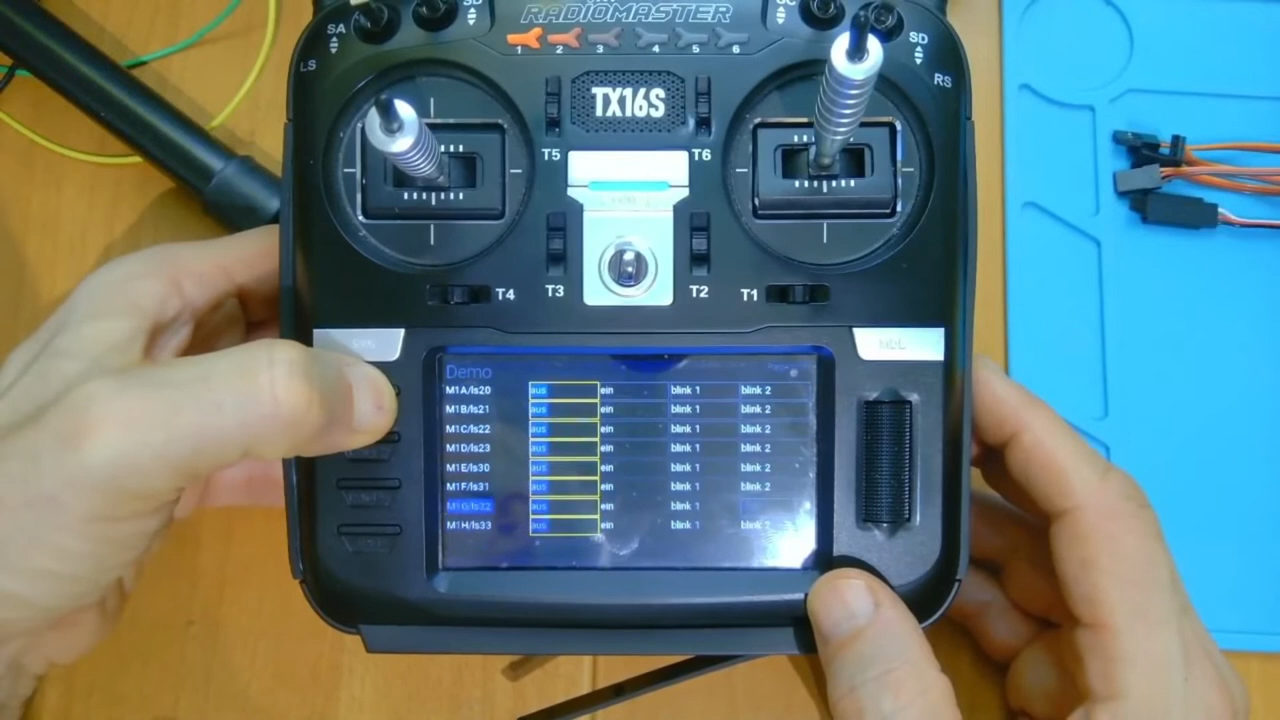 RADIOMASTER
SA
SD
SC
SD
LS
RS
1 2 3 4 5 6
TX16S
T5
T6
T3
T2
T4
T1
SYS
MDL
Demo
M1A/ls20 aus ein blink 1 blink 2
M1B/ls21 aus ein blink 1 blink 2
M1C/ls22 aus ein blink 1 blink 2
M1D/ls23 aus ein blink 1 blink 2
M1E/ls30 aus ein blink 1 blink 2
M1F/ls31 aus ein blink 1 blink 2
M1G/ls32 aus ein blink 1 blink 2
M1H/ls33 aus ein blink 1 blink 2